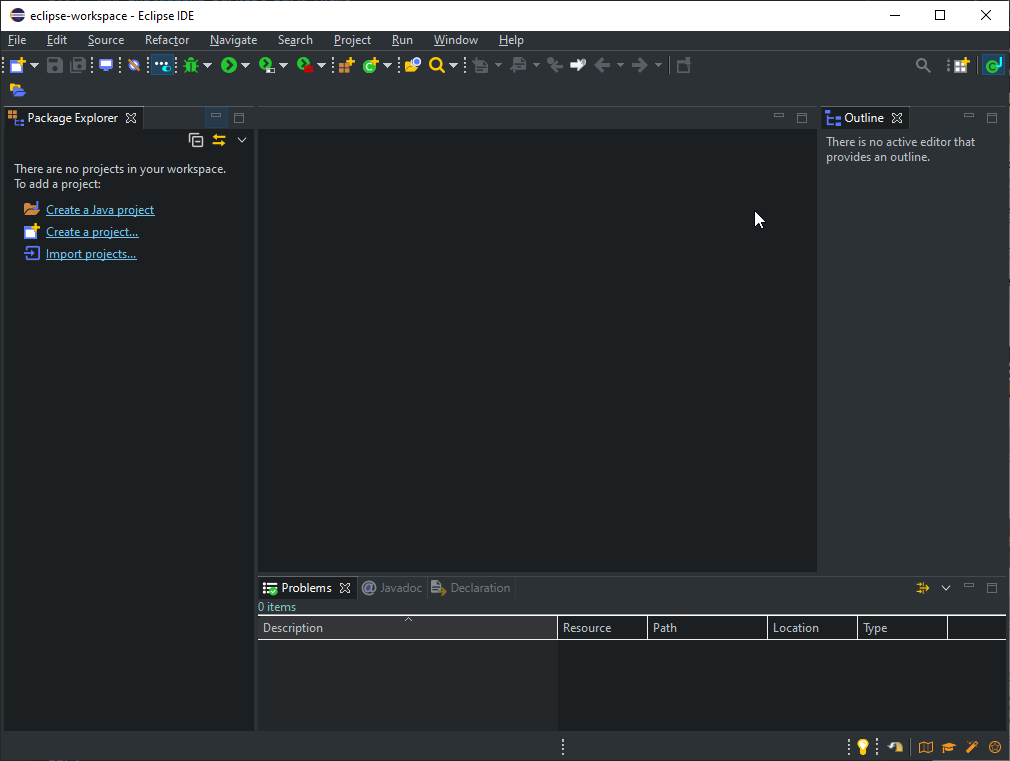 eclipse-workspace - Eclipse IDE
File Edit Source Refactor Navigate Search Project Run Window Help
Package Explorer
There are no projects in your workspace.
To add a project:
Create a Java project
Create a project...
Import projects...
Outline
There is no active editor that
provides an outline.
Problems @ Javadoc Declaration
0 items
Description Resource Path Location Type